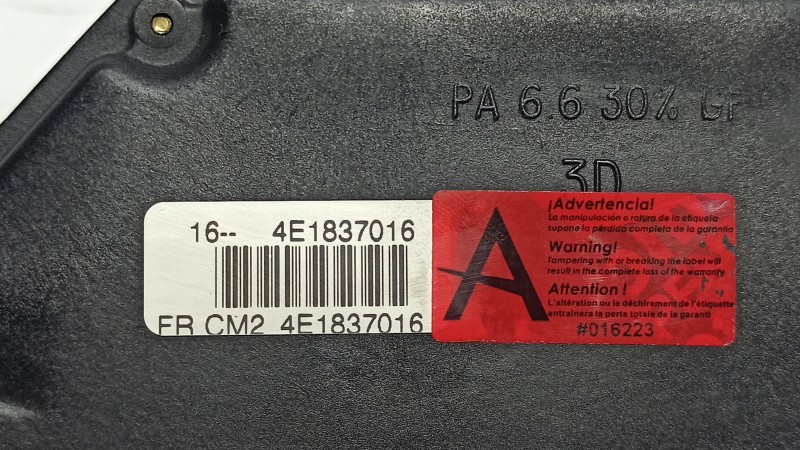 PA 6.6 30% GF
3D
16-- 4E1837016
FR CM2 4E1837016
A
¡Advertencia!
La manipulación o rotura de la etiqueta
supone la pérdida completa de la garantía
Warning!
Tampering with or breaking the label will
result in the complete loss of the warranty
Attention !
L'altération ou le déchirement de l'étiquette
entraînera la perte totale de la garanti
#016223